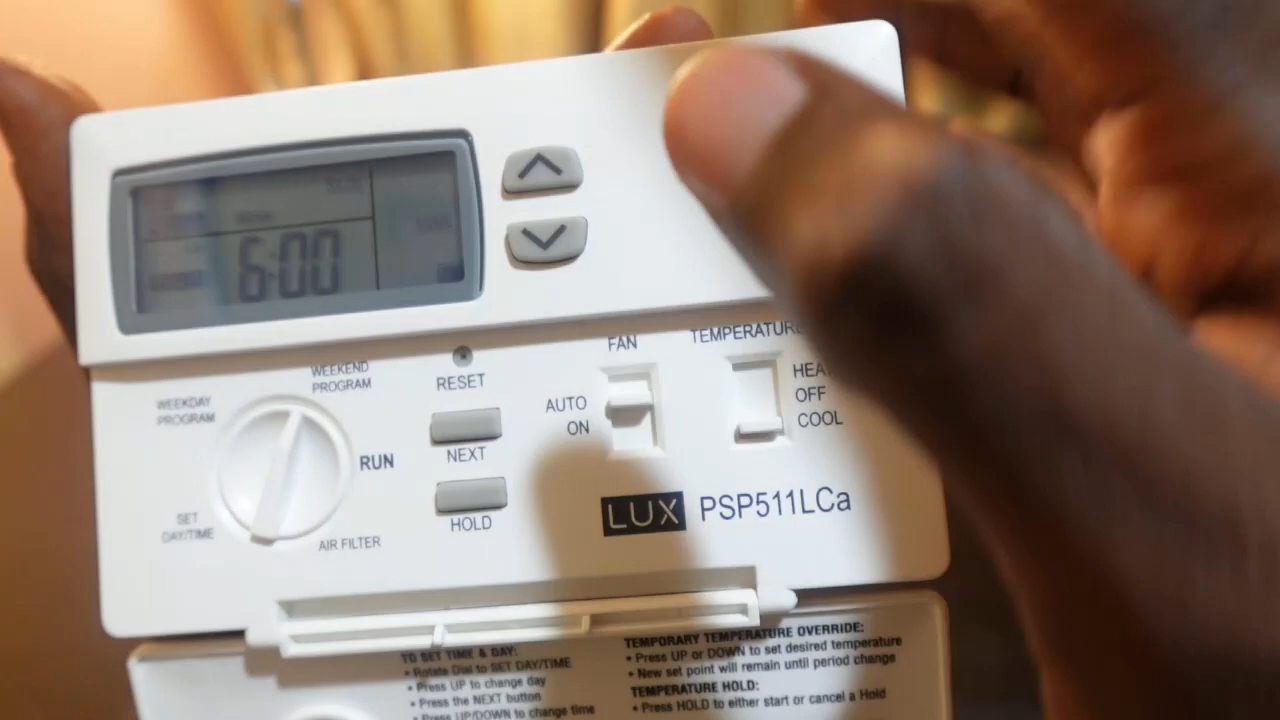 6:00
FAN
TEMPERATURE
WEEKEND
PROGRAM
RESET
HEAT
WEEKDAY
PROGRAM
AUTO
OFF
ON
COOL
NEXT
RUN
LUX PSP511LCa
HOLD
SET
DAY/TIME
AIR FILTER
TO SET TIME & DAY:
• Rotate Dial to SET DAY/TIME
• Press UP to change day
• Press the NEXT button
• Press UP/DOWN to change time
TEMPORARY TEMPERATURE OVERRIDE:
• Press UP or DOWN to set desired temperature
• New set point will remain until period change
TEMPERATURE HOLD:
• Press HOLD to either start or cancel a Hold